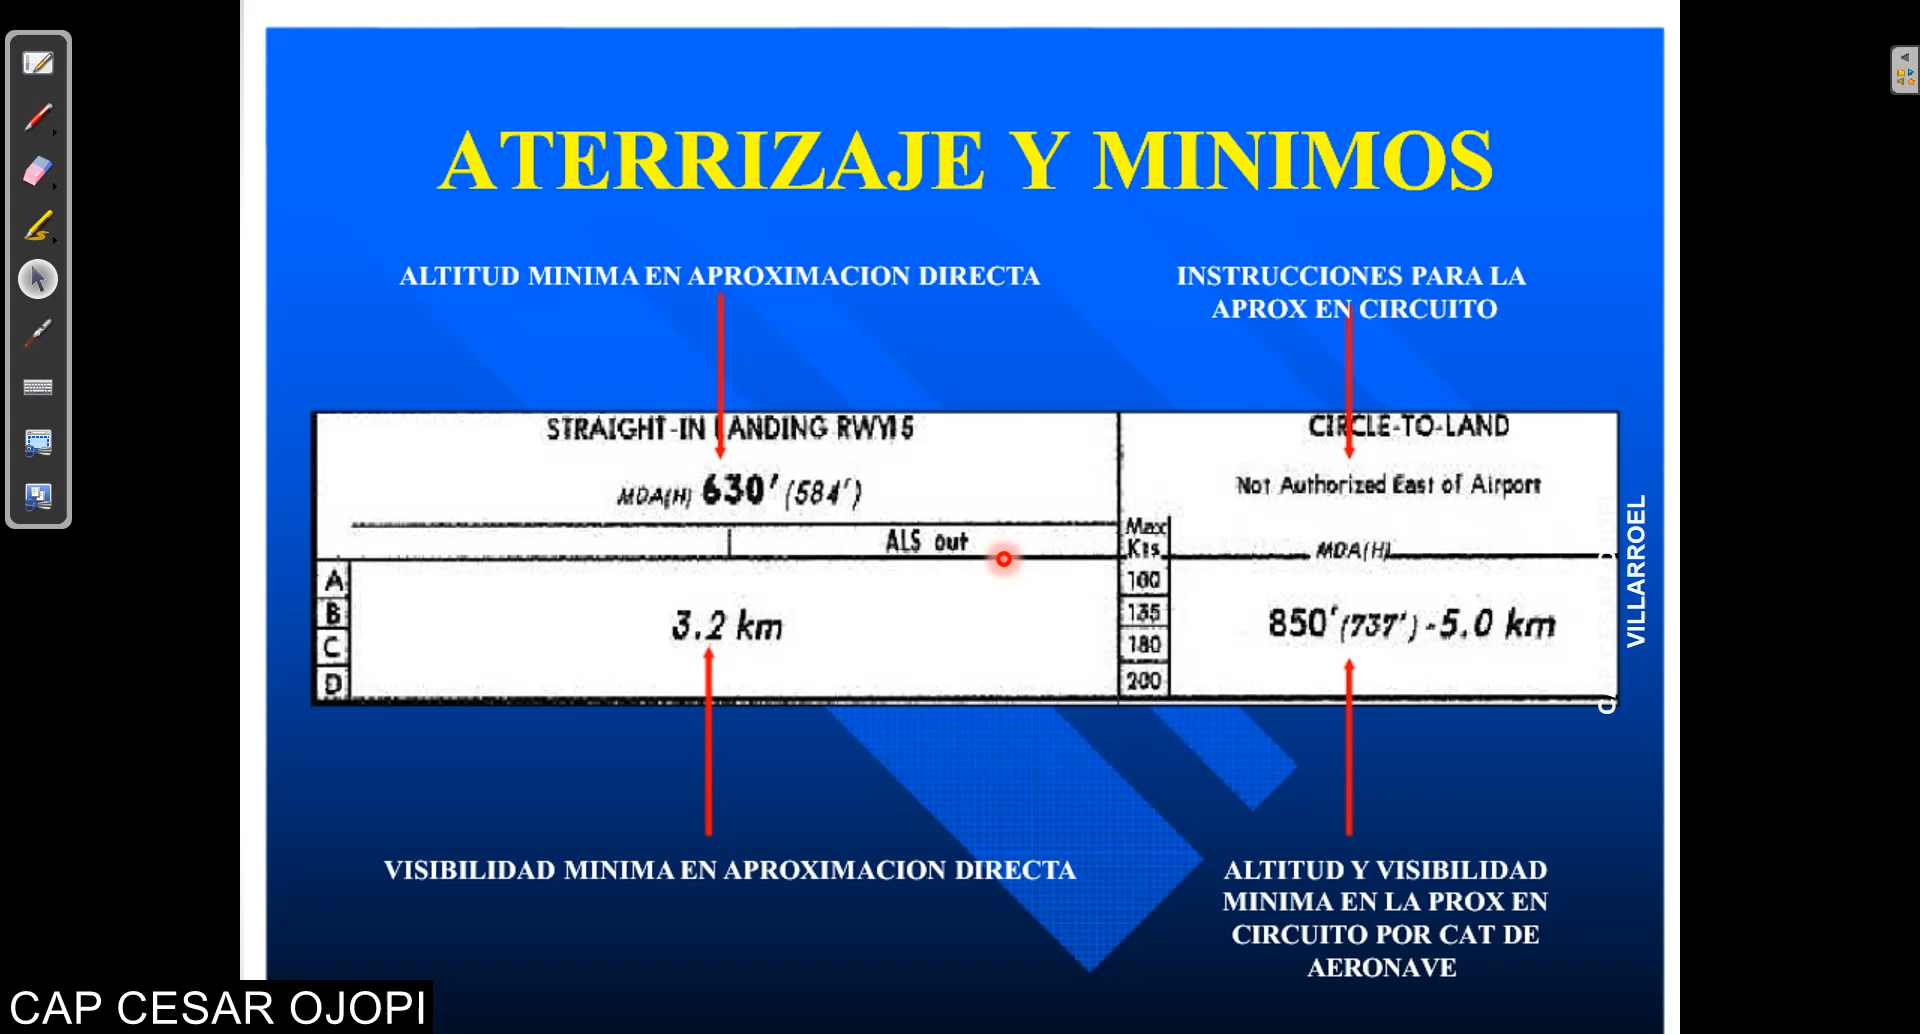 ATERRIZAJE Y MINIMOS
ALTITUD MINIMA EN APROXIMACION DIRECTA
INSTRUCCIONES PARA LA
APROX EN CIRCUITO
STRAIGHT-IN LANDING RWY15
CIRCLE-TO-LAND
MDA(H) 630' (584')
Not Authorized East of Airport
ALS out
Max
Kts
MDA(H)
A
B
C
D
3.2 km
100
135
180
200
850' (737') - 5.0 km
VILLARROEL
VISIBILIDAD MINIMA EN APROXIMACION DIRECTA
ALTITUD Y VISIBILIDAD
MINIMA EN LA PROX EN
CIRCUITO POR CAT DE
AERONAVE
CAP CESAR OJOPI